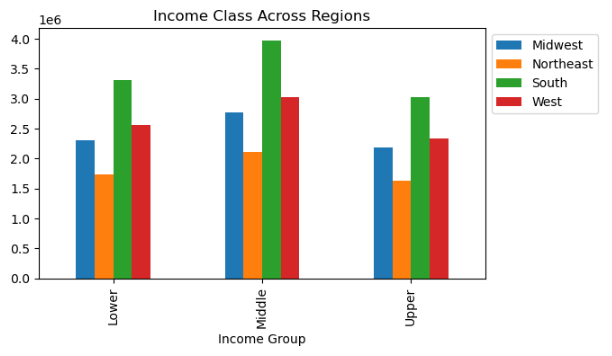 Income Class Across Regions
1e6
4.0
3.5
3.0
2.5
2.0
1.5
1.0
0.5
0.0
Lower
Middle
Upper
Income Group
Midwest
Northeast
South
West